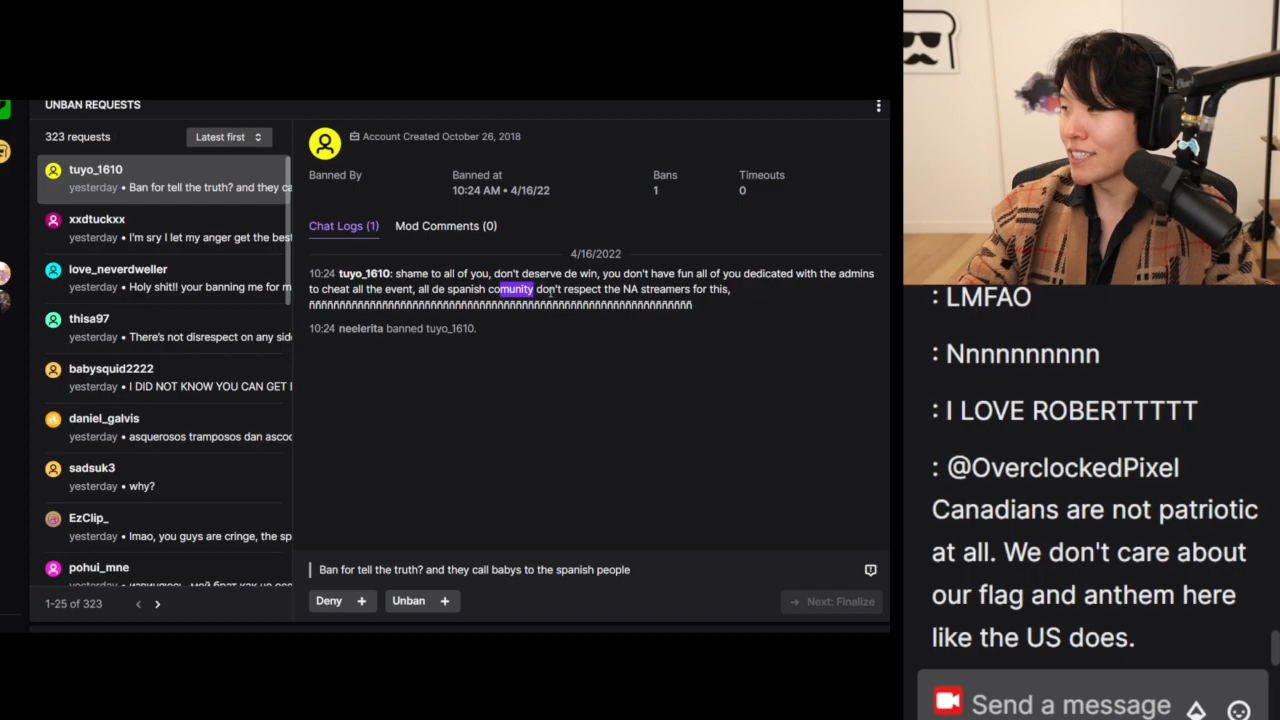 UNBAN REQUESTS
323 requests
Latest first
tuyo_1610
yesterday • Ban for tell the truth? and they ca
xxdtuckxx
yesterday • I'm sry I let my anger get the best
love_neverdweller
yesterday • Holy shit!! your banning me for m
thisa97
yesterday • There's not disrespect on any sid
babysquid2222
yesterday • I DID NOT KNOW YOU CAN GET
daniel_galvis
yesterday • asquerosos tramposos dan asco
sadsuk3
yesterday • why?
EzClip_
yesterday • lmao, you guys are cringe, the sp
pohui_mne
yesterday •
1-25 of 323
Account Created October 26, 2018
Banned By
Banned at
Bans
Timeouts
10:24 AM • 4/16/22
1
0
Chat Logs (1)
Mod Comments (0)
4/16/2022
10:24 tuyo_1610: shame to all of you, don't deserve de win, you don't have fun all of you dedicated with the admins
to cheat all the event, all de spanish comunity don't respect the NA streamers for this,
10:24 neelerita banned tuyo_1610.
Ban for tell the truth? and they call babys to the spanish people
Deny +
Unban +
Next: Finalize
: LMFAO
: Nnnnnnnnnn
: I LOVE ROBERTTTTT
: @OverclockedPixel
Canadians are not patriotic
at all. We don't care about
our flag and anthem here
like the US does.
Send a message